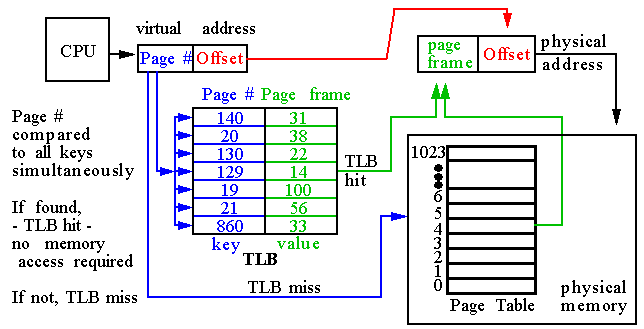 virtual address
CPU
Page # Offset
page frame Offset
physical address
Page # Page frame
140 31
20 38
130 22
129 14
19 100
21 56
860 33
key value
TLB
TLB hit
Page #
compared
to all keys
simultaneously
If found,
- TLB hit -
no memory
access required
If not, TLB miss
TLB miss
1023
6
5
4
3
2
1
0
Page Table
physical
memory